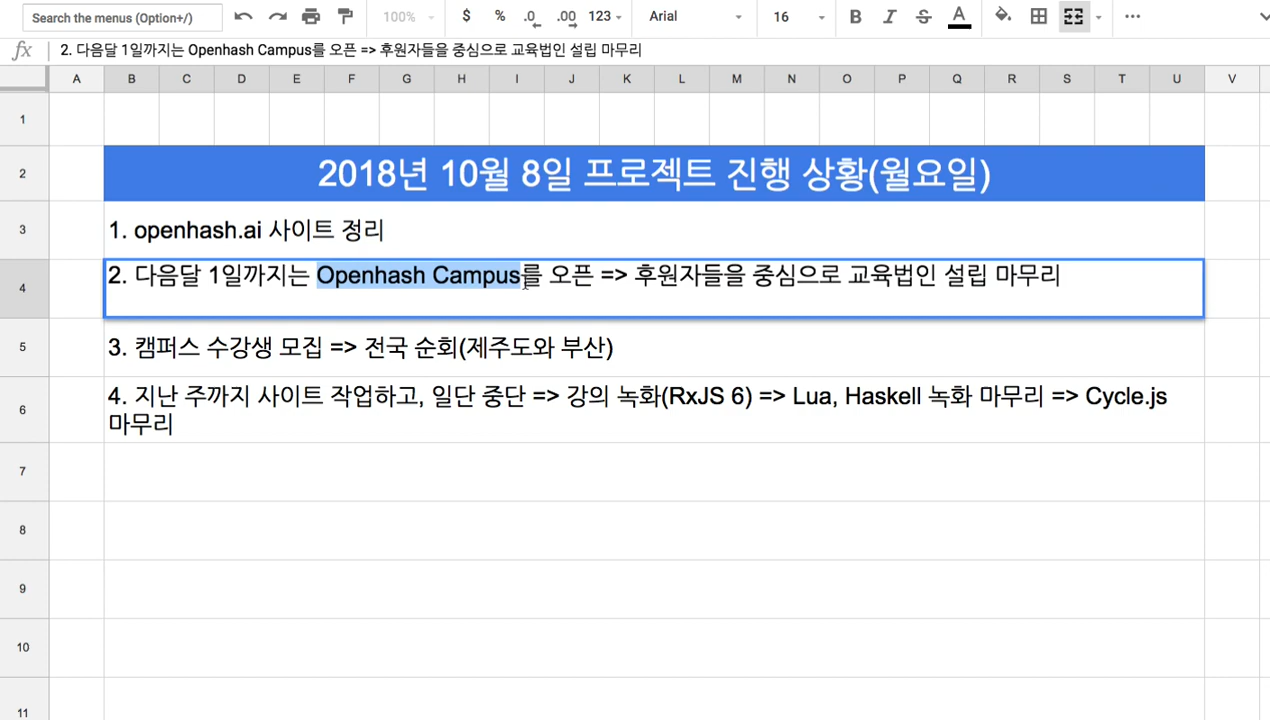 Search the menus (Option+/)
100%
$ % .0 .00 123
Arial
16
B I S A
fx
2. 다음달 1일까지는 Openhash Campus를 오픈 => 후원자들을 중심으로 교육법인 설립 마무리
A B C D E F G H I J K L M N O P Q R S T U V
1
2
2018년 10월 8일 프로젝트 진행 상황(월요일)
3
1. openhash.ai 사이트 정리
4
2. 다음달 1일까지는 Openhash Campus를 오픈 => 후원자들을 중심으로 교육법인 설립 마무리
5
3. 캠퍼스 수강생 모집 => 전국 순회(제주도와 부산)
6
4. 지난 주까지 사이트 작업하고, 일단 중단 => 강의 녹화(RxJS 6) => Lua, Haskell 녹화 마무리 => Cycle.js
마무리
7
8
9
10
11